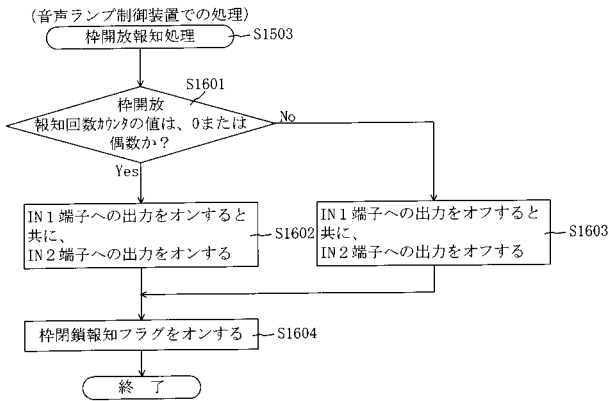 (音声ランプ制御装置での処理)
枠開放報知処理
S1503
S1601
枠開放
報知回数カウンタの値は、0または
偶数か?
No
Yes
IN1端子への出力をオンすると
共に、
IN2端子への出力をオンする
S1602
IN1端子への出力をオフすると
共に、
IN2端子への出力をオフする
S1603
枠閉鎖報知フラグをオンする
S1604
終 了